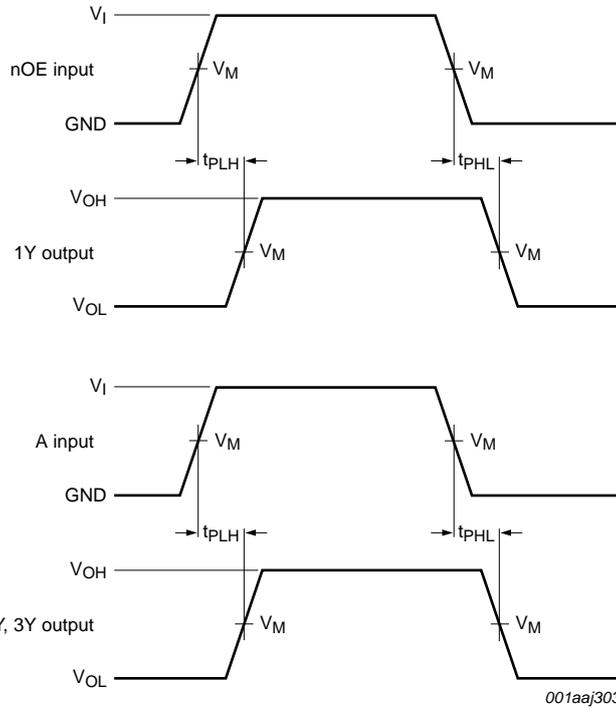 VI
nOE input
VM
VM
GND
tPLH
tPHL
VOH
1Y output
VM
VM
VOL
VI
A input
VM
VM
GND
tPLH
tPHL
VOH
3Y output
VM
VM
VOL
001aaj303